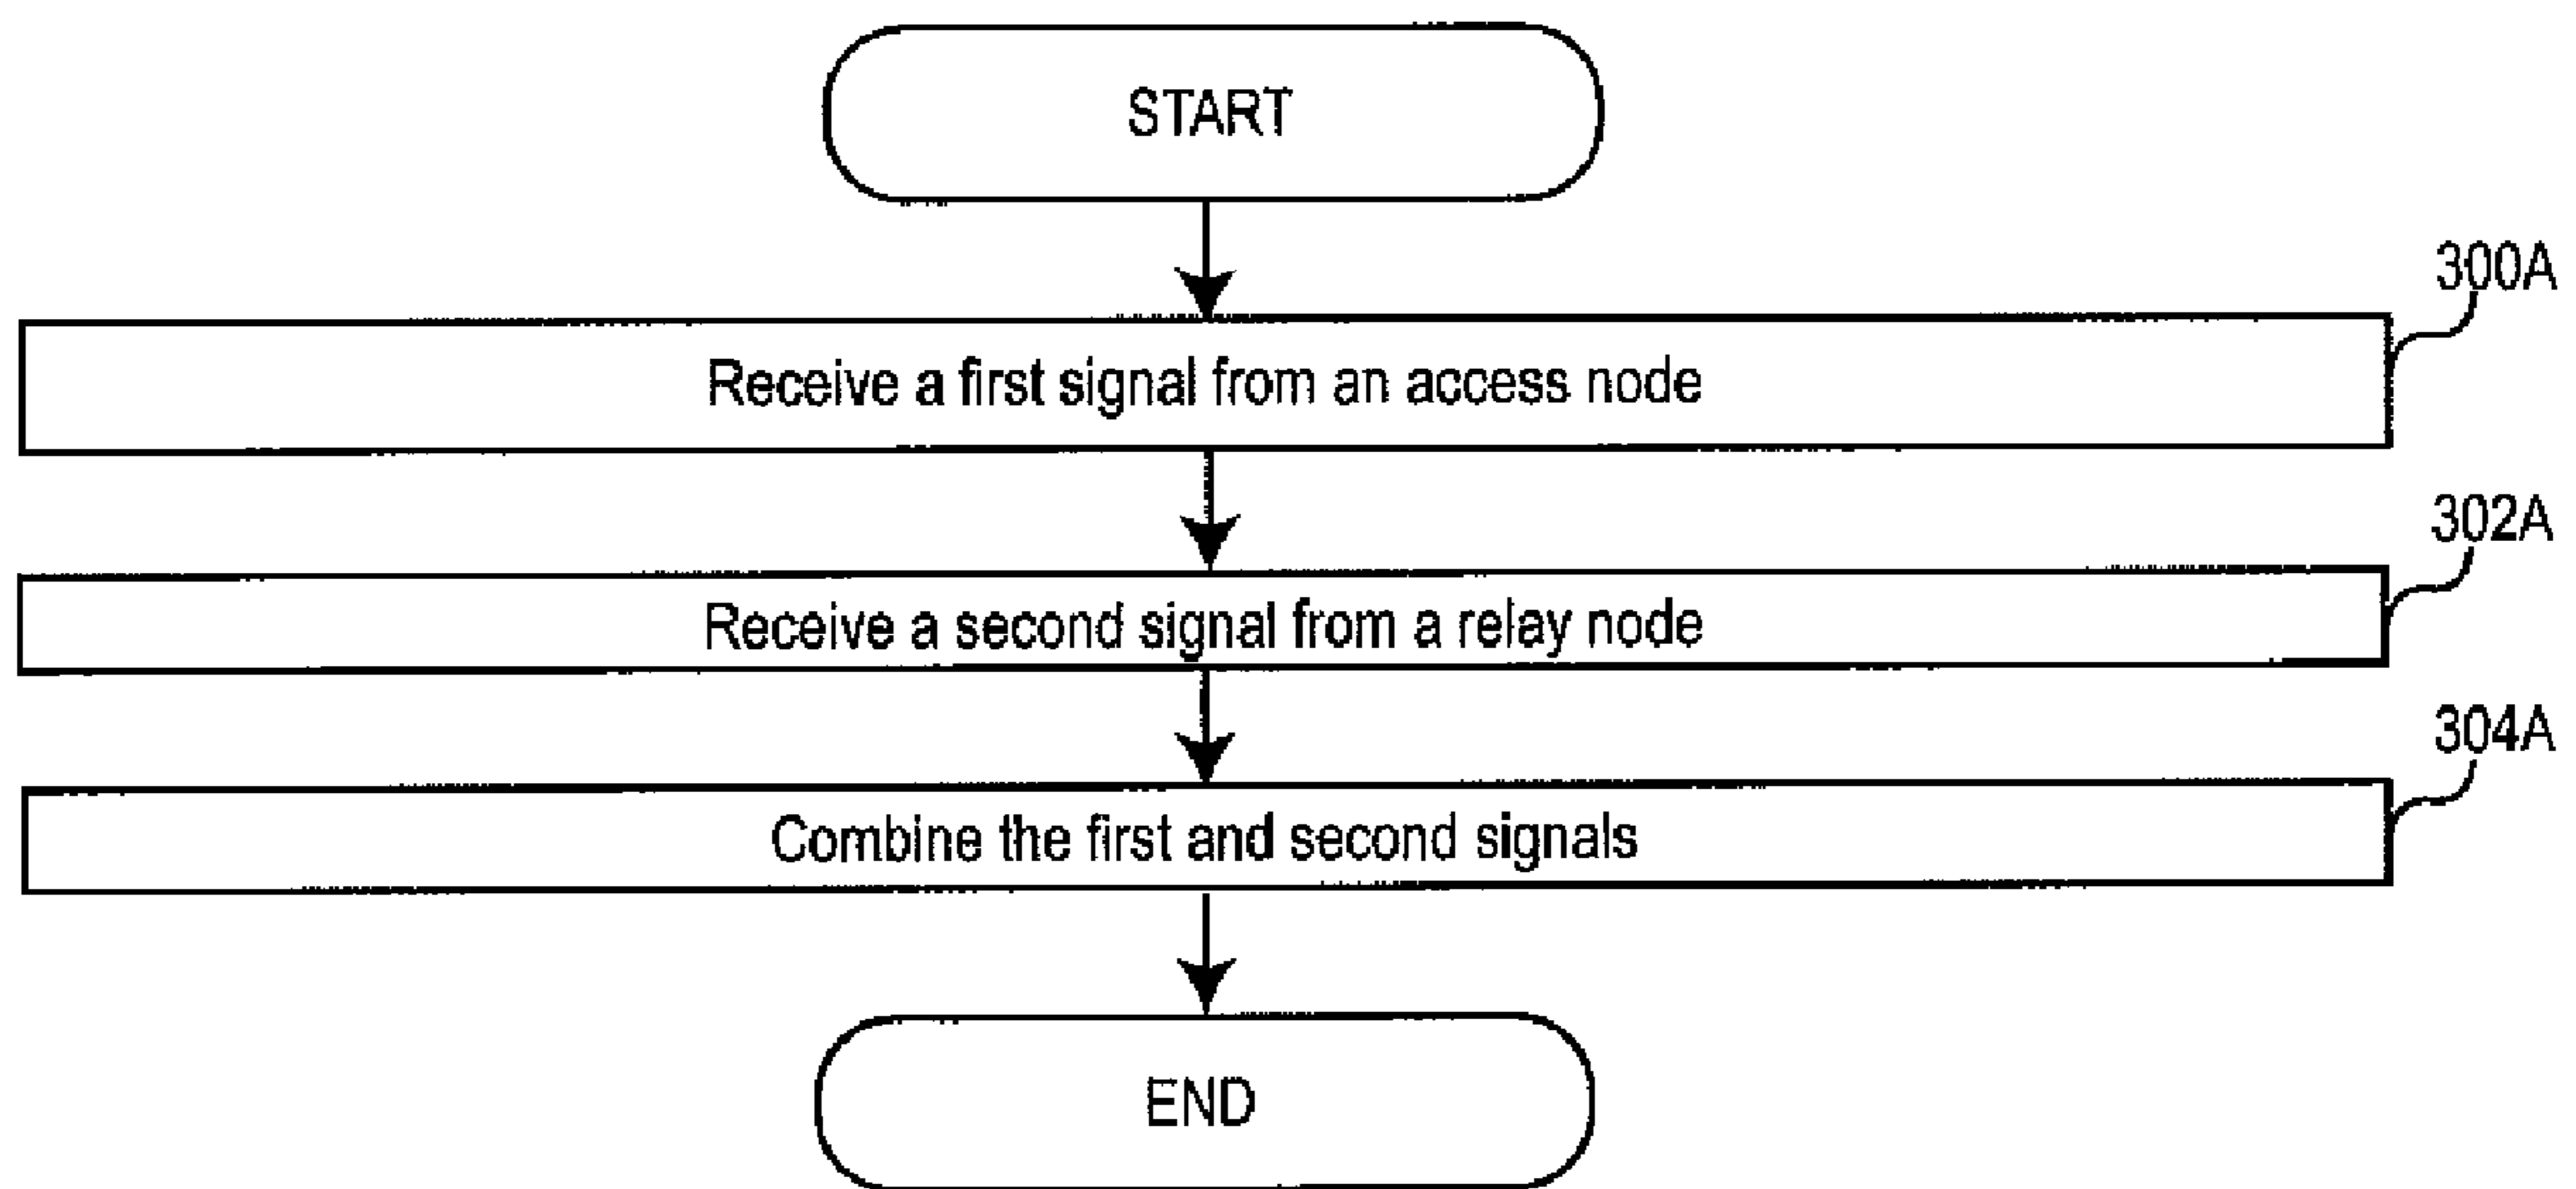 START
300A
Receive a first signal from an access node
302A
Receive a second signal from a relay node
304A
Combine the first and second signals
END